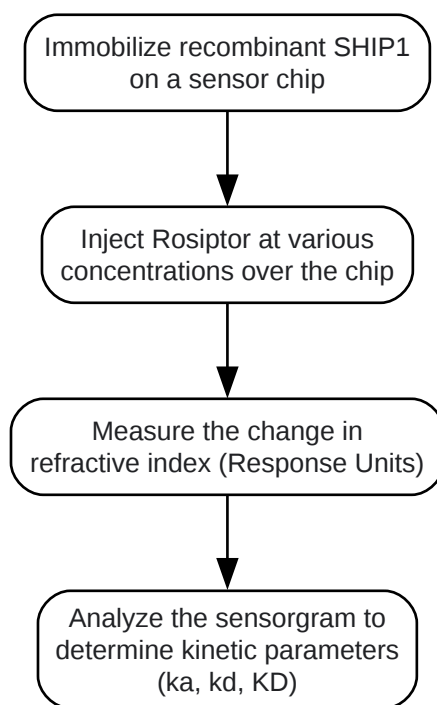 Immobilize recombinant SHIP1
on a sensor chip
Inject Rosiptor at various
concentrations over the chip
Measure the change in
refractive index (Response Units)
Analyze the sensorgram to
determine kinetic parameters
(ka, kd, KD)